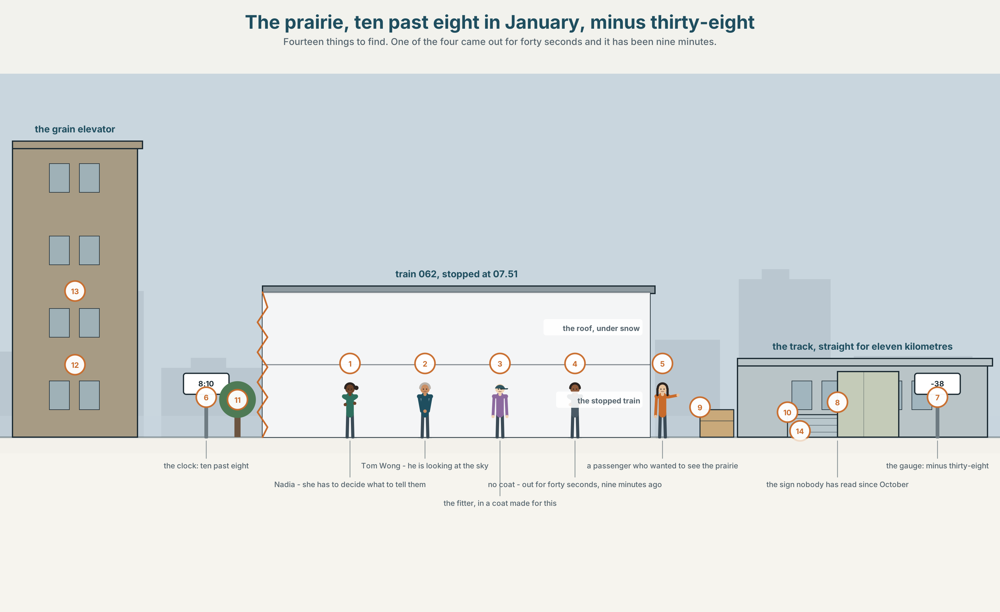 The prairie, ten past eight in January, minus thirty-eight
Fourteen things to find. One of the four came out for forty seconds and it has been nine minutes.
the grain elevator
train 062, stopped at 07.51
the track, straight for eleven kilometres
the roof, under snow
the stopped train
13
12
1
2
3
4
5
8:10
6
11
9
10
14
8
-38
7
the clock: ten past eight
Tom Wong - he is looking at the sky
a passenger who wanted to see the prairie
the gauge: minus thirty-eight
Nadia - she has to decide what to tell them
no coat - out for forty seconds, nine minutes ago
the sign nobody has read since October
the fitter, in a coat made for this